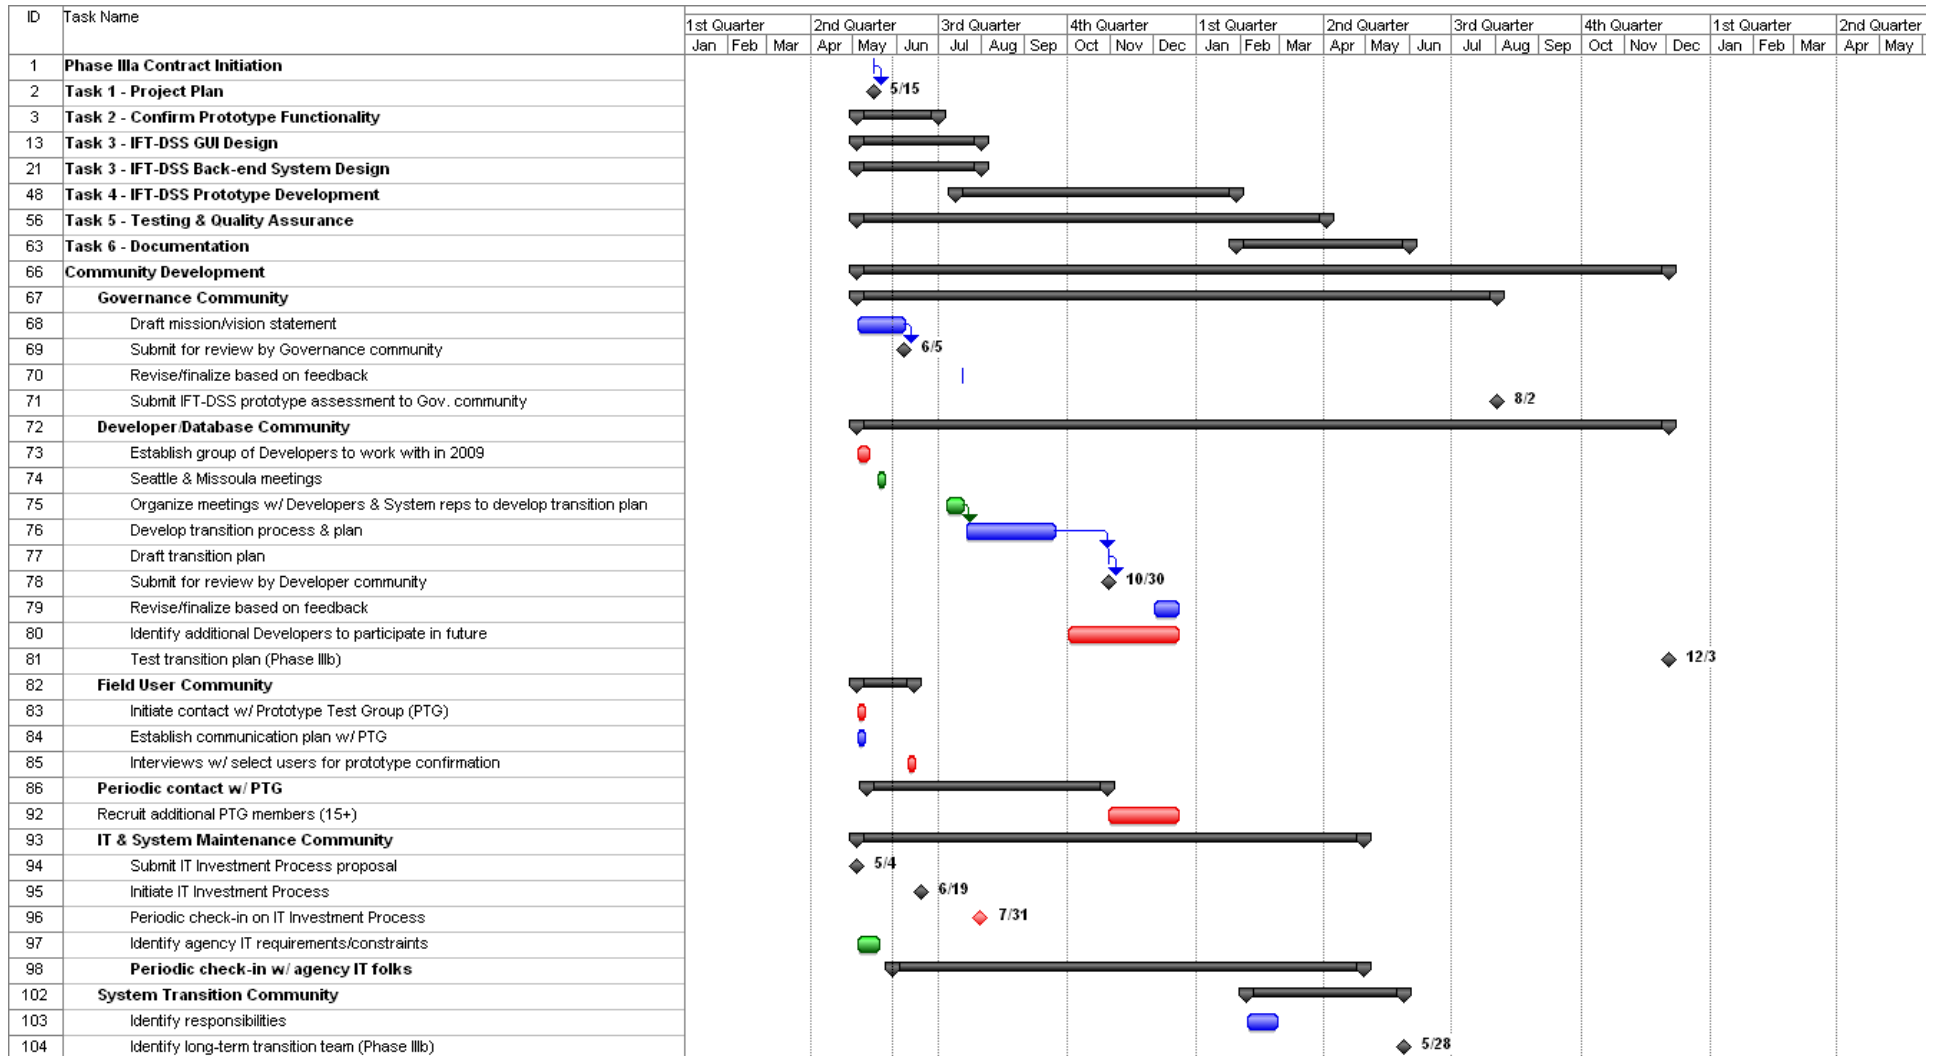 ID Task Name
1st Quarter 2nd Quarter 3rd Quarter 4th Quarter 1st Quarter 2nd Quarter 3rd Quarter 4th Quarter 1st Quarter 2nd Quarter
Jan Feb Mar Apr May Jun Jul Aug Sep Oct Nov Dec Jan Feb Mar Apr May Jun Jul Aug Sep Oct Nov Dec Jan Feb Mar Apr May
1 Phase IIIa Contract Initiation
2 Task 1 - Project Plan 5/15
3 Task 2 - Confirm Prototype Functionality
13 Task 3 - IFT-DSS GUI Design
21 Task 3 - IFT-DSS Back-end System Design
48 Task 4 - IFT-DSS Prototype Development
56 Task 5 - Testing & Quality Assurance
63 Task 6 - Documentation
66 Community Development
67 Governance Community
68 Draft mission/vision statement
69 Submit for review by Governance community 6/5
70 Revise/finalize based on feedback
71 Submit IFT-DSS prototype assessment to Gov. community 8/2
72 Developer/Database Community
73 Establish group of Developers to work with in 2009
74 Seattle & Missoula meetings
75 Organize meetings w/ Developers & System reps to develop transition plan
76 Develop transition process & plan
77 Draft transition plan
78 Submit for review by Developer community 10/30
79 Revise/finalize based on feedback
80 Identify additional Developers to participate in future
81 Test transition plan (Phase IIIb) 12/3
82 Field User Community
83 Initiate contact w/ Prototype Test Group (PTG)
84 Establish communication plan w/ PTG
85 Interviews w/ select users for prototype confirmation
86 Periodic contact w/ PTG
92 Recruit additional PTG members (15+)
93 IT & System Maintenance Community
94 Submit IT Investment Process proposal 5/4
95 Initiate IT Investment Process 6/19
96 Periodic check-in on IT Investment Process 7/31
97 Identify agency IT requirements/constraints
98 Periodic check-in w/ agency IT folks
102 System Transition Community
103 Identify responsibilities
104 Identify long-term transition team (Phase IIIb) 5/28